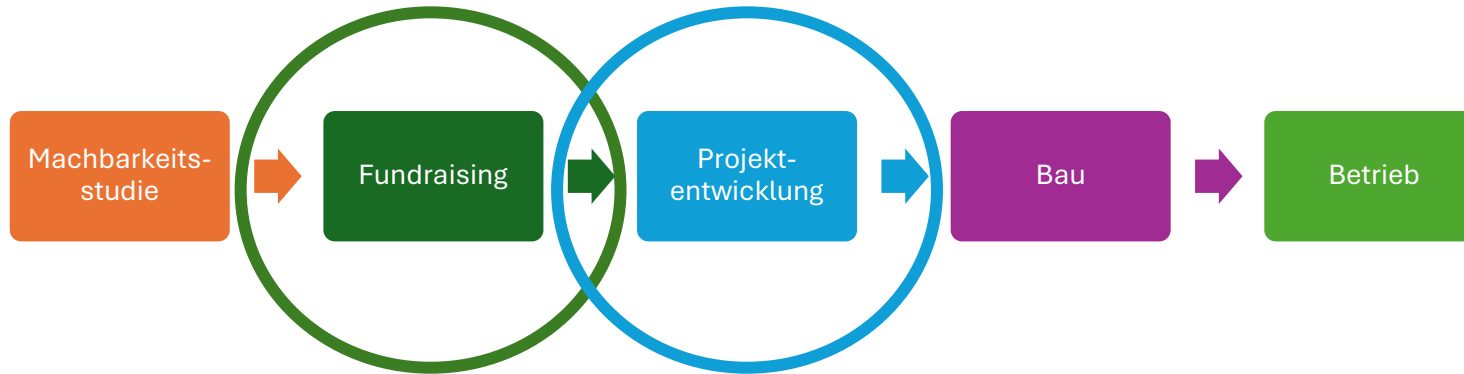 Machbarkeits-
studie
Fundraising
Projekt-
entwicklung
Bau
Betrieb